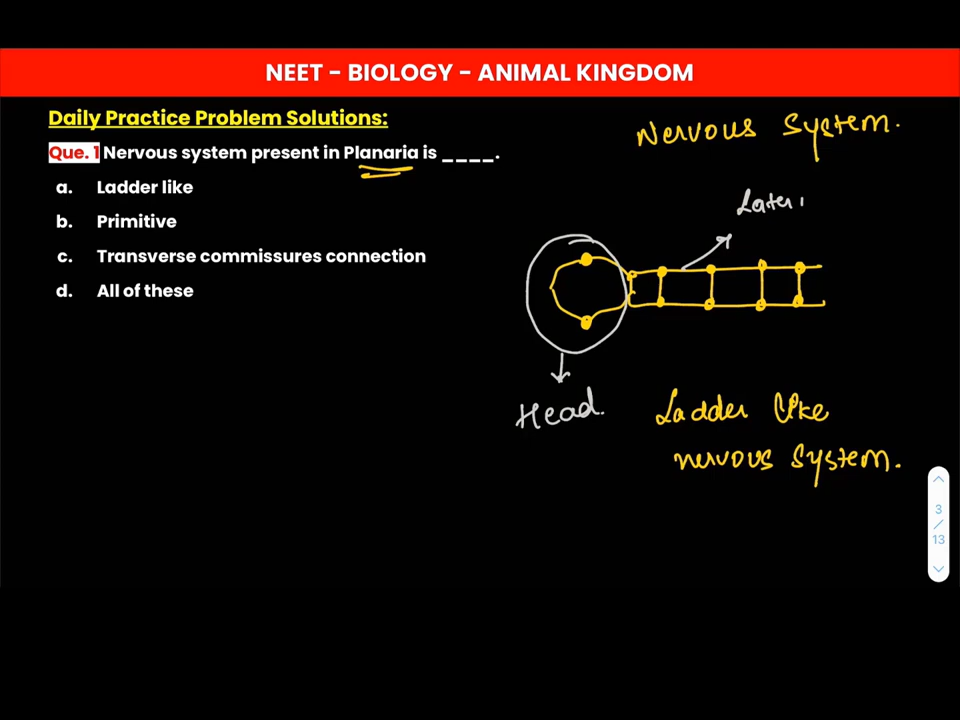 NEET - BIOLOGY - ANIMAL KINGDOM
Daily Practice Problem Solutions:
Que. 1 Nervous system present in Planaria is ____.
a. Ladder like
b. Primitive
c. Transverse commissures connection
d. All of these
Nervous System.
Later
Head.
Ladder like
nervous system.
3
/
13